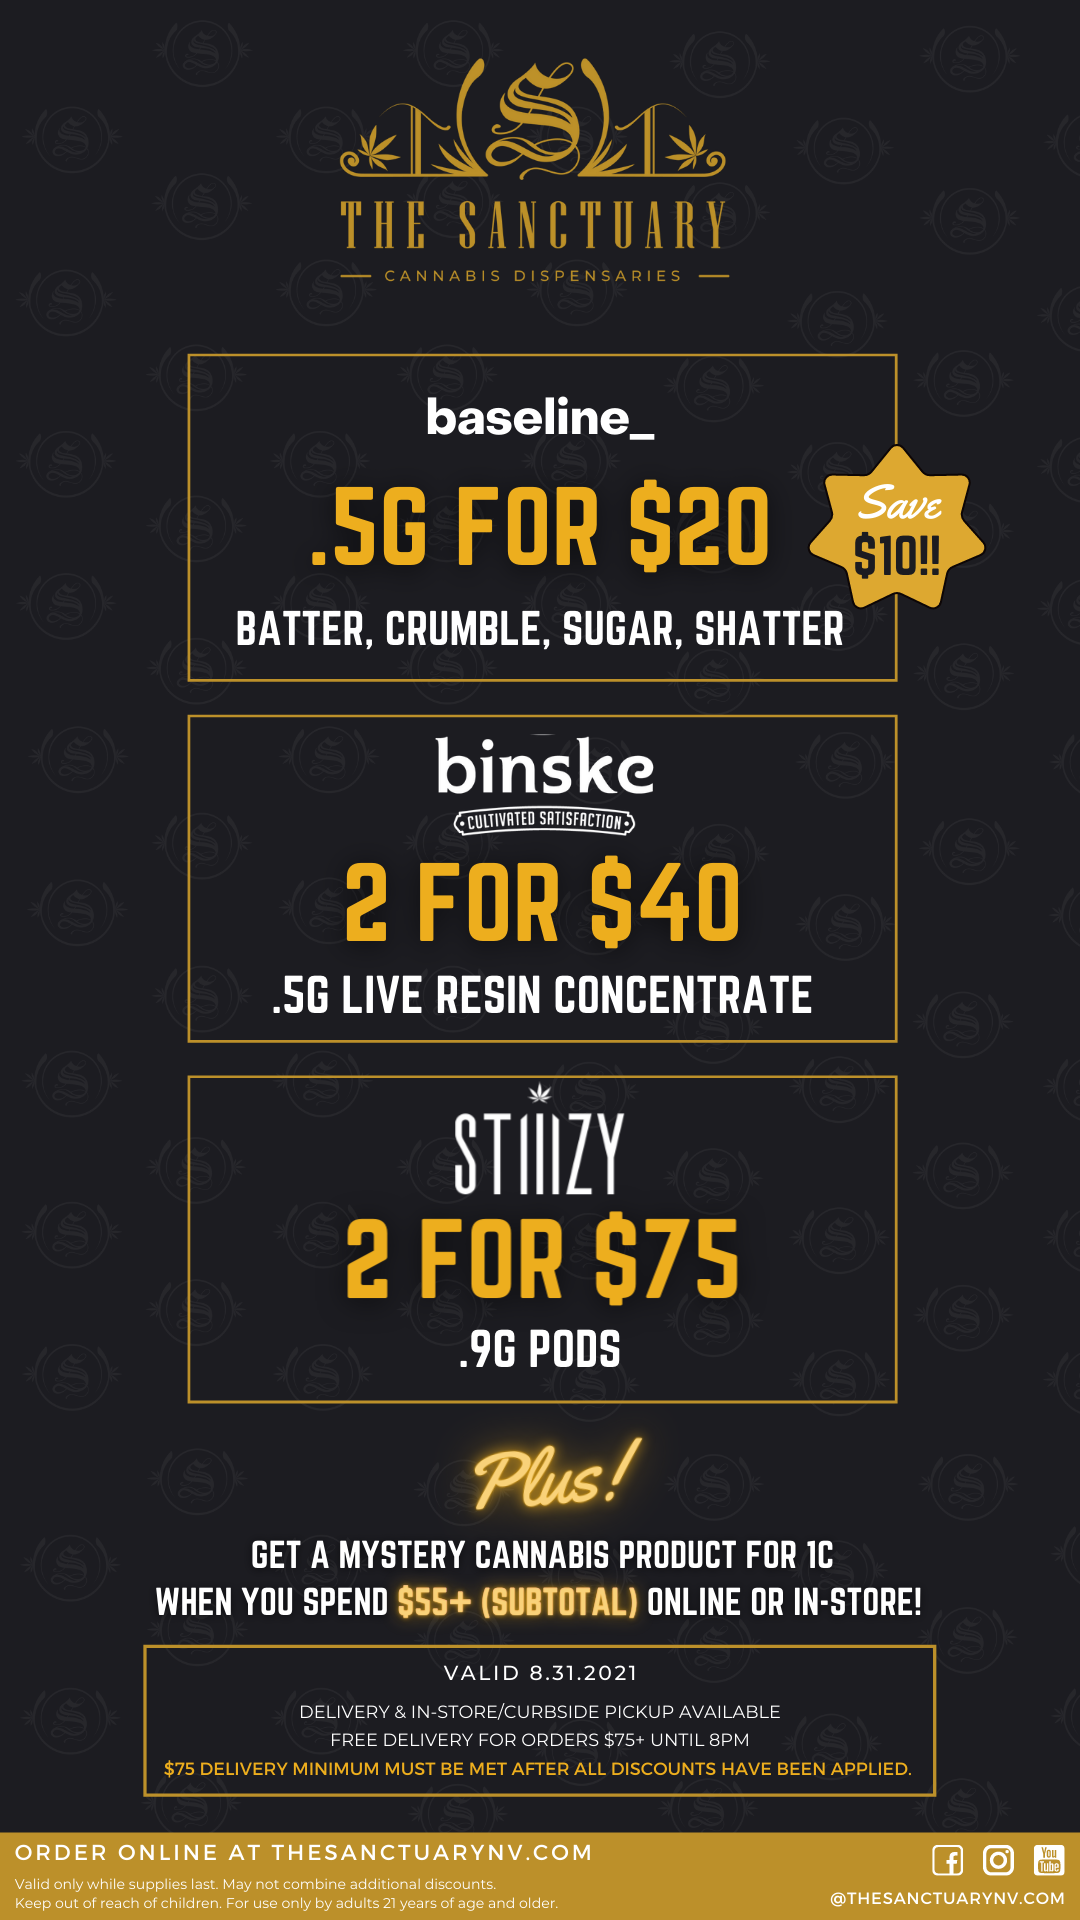 S
THE SANCTUARY
CANNABIS DISPENSARIES
baseline_
.5G FOR $20
Save
$10!!
BATTER, CRUMBLE, SUGAR, SHATTER
binske
CULTIVATED SATISFACTION
2 FOR $40
.5G LIVE RESIN CONCENTRATE
STIIIZY
2 FOR $75
.9G PODS
Plus!
GET A MYSTERY CANNABIS PRODUCT FOR 1C
WHEN YOU SPEND $55+ (SUBTOTAL) ONLINE OR IN-STORE!
VALID 8.31.2021
DELIVERY & IN-STORE/CURBSIDE PICKUP AVAILABLE
FREE DELIVERY FOR ORDERS $75+ UNTIL 8PM
$75 DELIVERY MINIMUM MUST BE MET AFTER ALL DISCOUNTS HAVE BEEN APPLIED.
ORDER ONLINE AT THESANCTUARYNV.COM
Valid only while supplies last. May not combine additional discounts.
Keep out of reach of children. For use only by adults 21 years of age and older.
You
Tube
@THESANCTUARYNV.COM